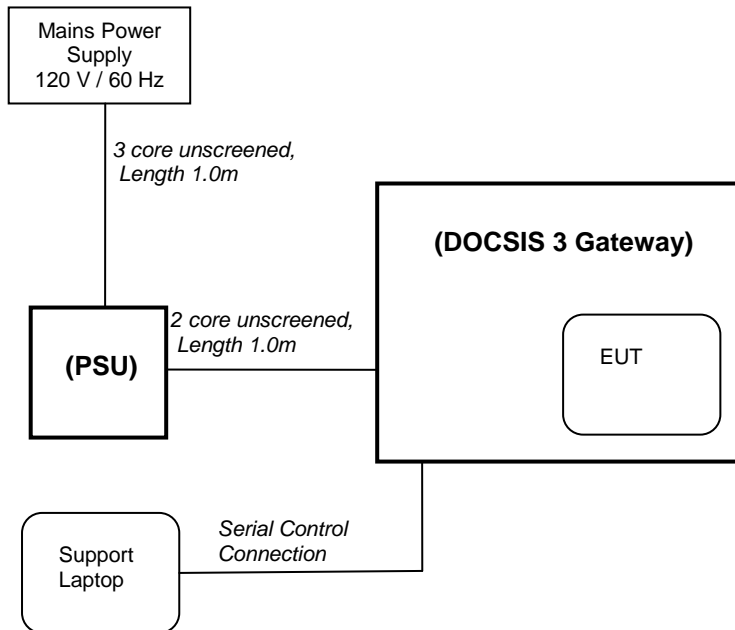 Mains Power
Supply
120 V / 60 Hz
3 core unscreened,
Length 1.0m
(DOCSIS 3 Gateway)
2 core unscreened,
Length 1.0m
(PSU)
EUT
Serial Control
Connection
Support
Laptop